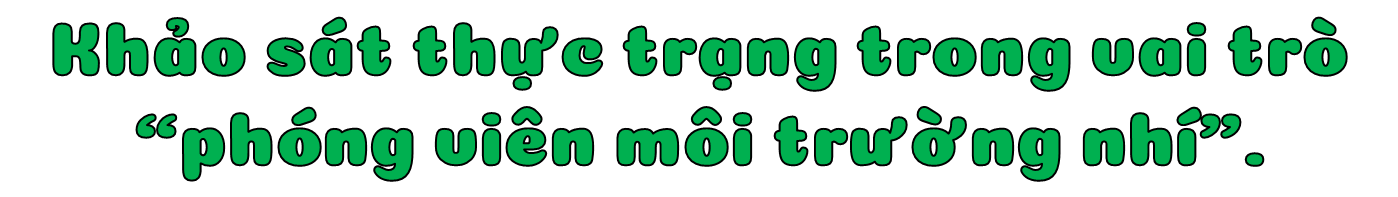 Khảo sát thực trạng trong vai trò
“phóng viên môi trường nhí”.